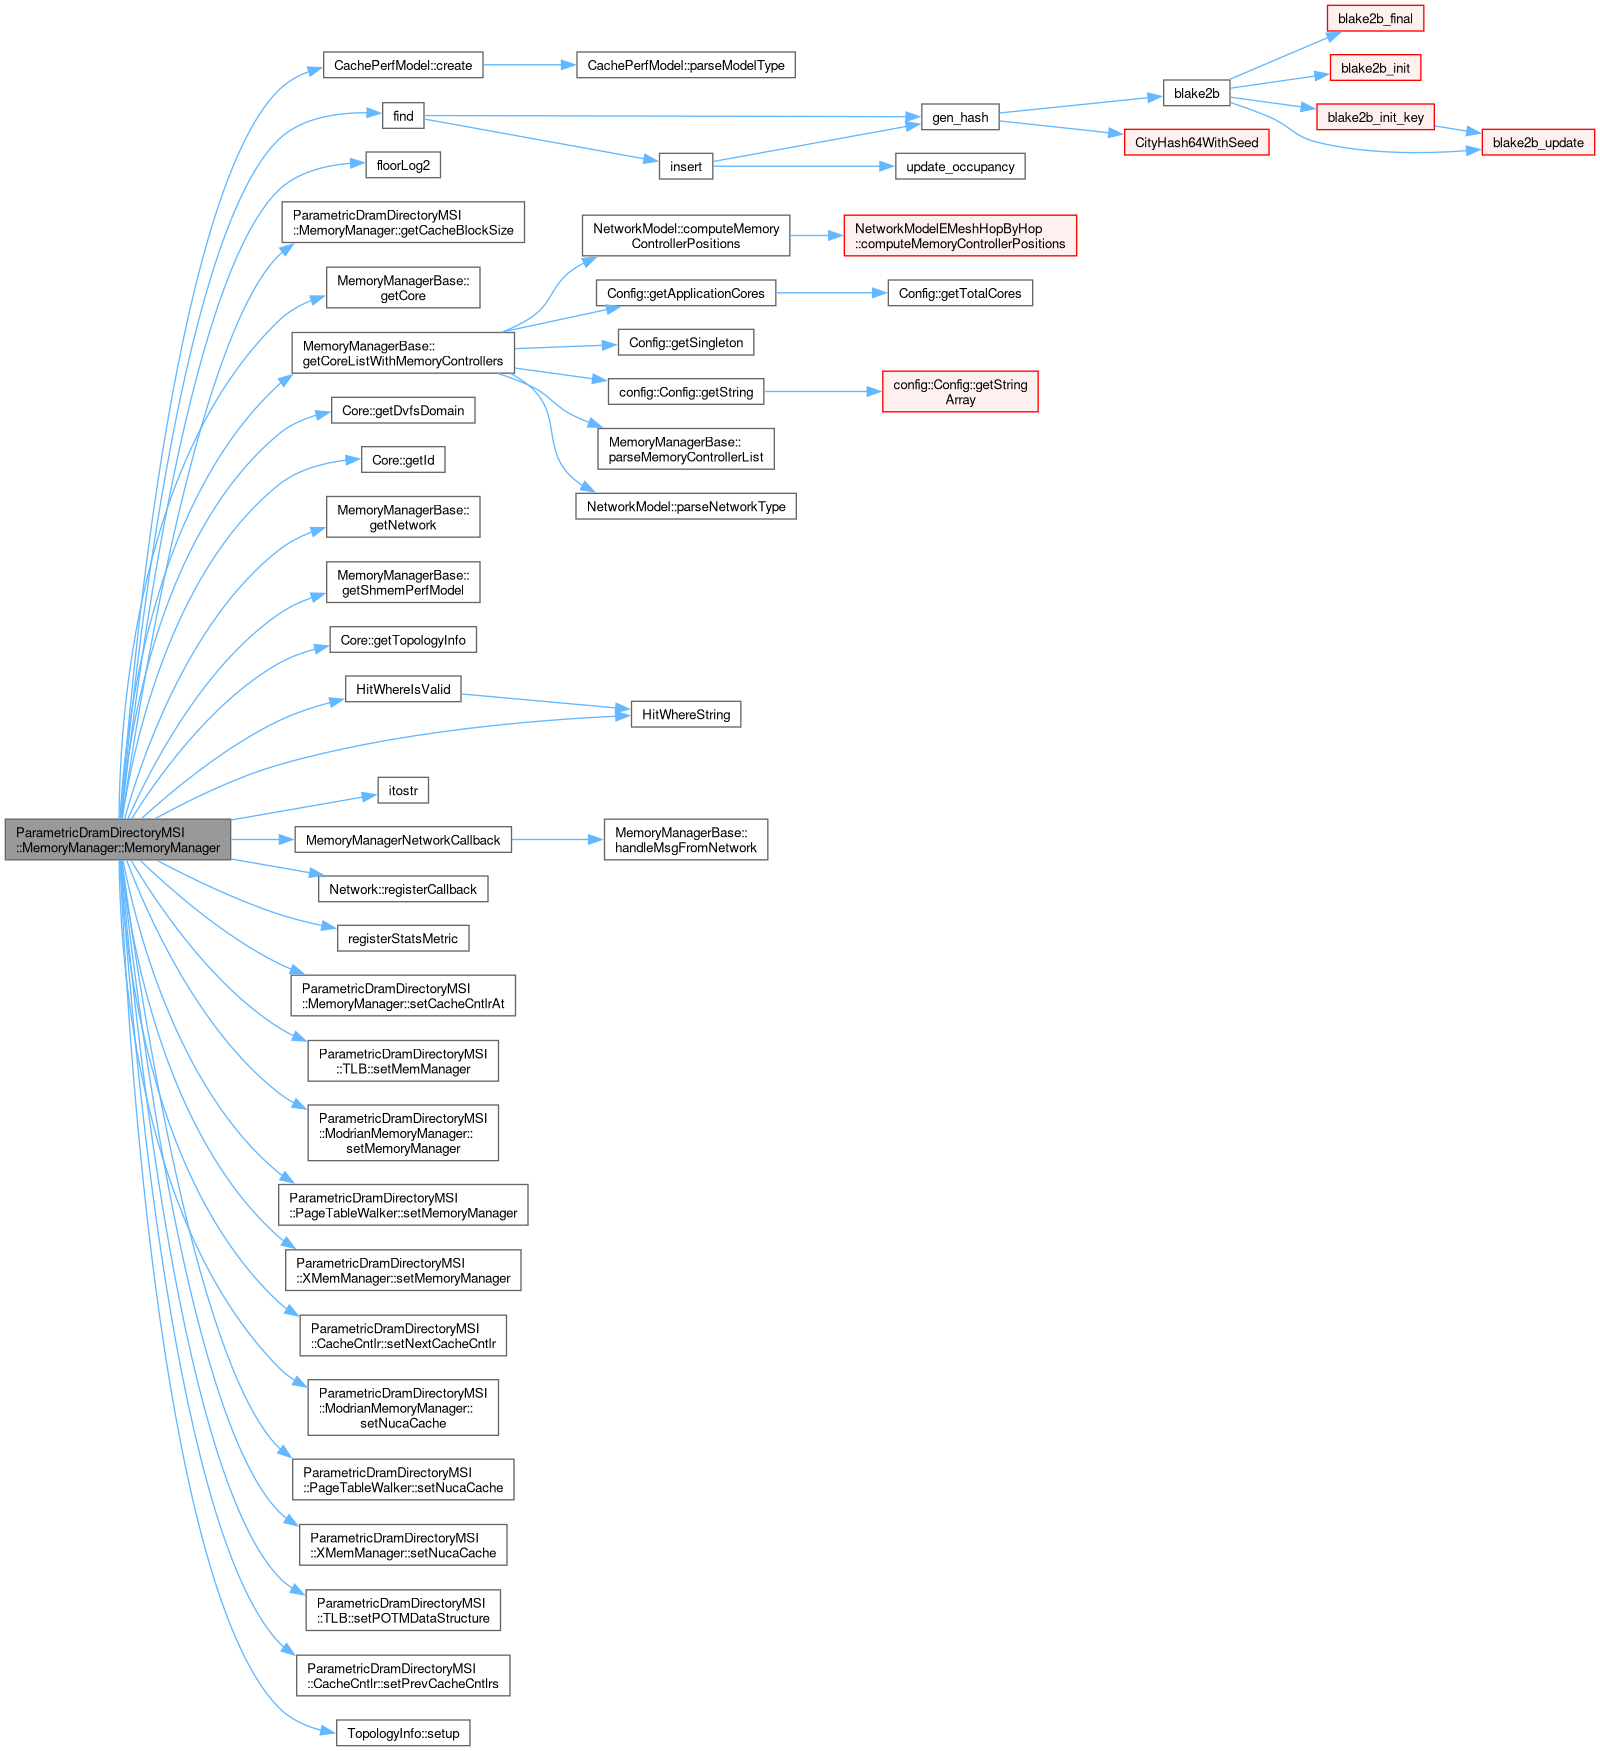 blake2b_final
CachePerfModel::create
CachePerfModel::parseModelType
blake2b_init
blake2b
find
gen_hash
blake2b_init_key
CityHash64WithSeed
blake2b_update
floorLog2
insert
update_occupancy
ParametricDramDirectoryMSI
::MemoryManager::getCacheBlockSize
NetworkModel::computeMemory
ControllerPositions
NetworkModelEMeshHopByHop
::computeMemoryControllerPositions
MemoryManagerBase::
getCore
Config::getApplicationCores
Config::getTotalCores
MemoryManagerBase::
getCoreListWithMemoryControllers
Config::getSingleton
config::Config::getString
config::Config::getString
Array
Core::getDvfsDomain
MemoryManagerBase::
parseMemoryControllerList
Core::getId
NetworkModel::parseNetworkType
MemoryManagerBase::
getNetwork
MemoryManagerBase::
getShmemPerfModel
Core::getTopologyInfo
HitWhereIsValid
HitWhereString
itostr
ParametricDramDirectoryMSI
::MemoryManager::MemoryManager
MemoryManagerNetworkCallback
MemoryManagerBase::
handleMsgFromNetwork
Network::registerCallback
registerStatsMetric
ParametricDramDirectoryMSI
::MemoryManager::setCacheCntlrAt
ParametricDramDirectoryMSI
::TLB::setMemManager
ParametricDramDirectoryMSI
::ModrianMemoryManager::
setMemoryManager
ParametricDramDirectoryMSI
::PageTableWalker::setMemoryManager
ParametricDramDirectoryMSI
::XMemManager::setMemoryManager
ParametricDramDirectoryMSI
::CacheCntlr::setNextCacheCntlr
ParametricDramDirectoryMSI
::ModrianMemoryManager::
setNucaCache
ParametricDramDirectoryMSI
::PageTableWalker::setNucaCache
ParametricDramDirectoryMSI
::XMemManager::setNucaCache
ParametricDramDirectoryMSI
::TLB::setPOTMDataStructure
ParametricDramDirectoryMSI
::CacheCntlr::setPrevCacheCntlrs
TopologyInfo::setup